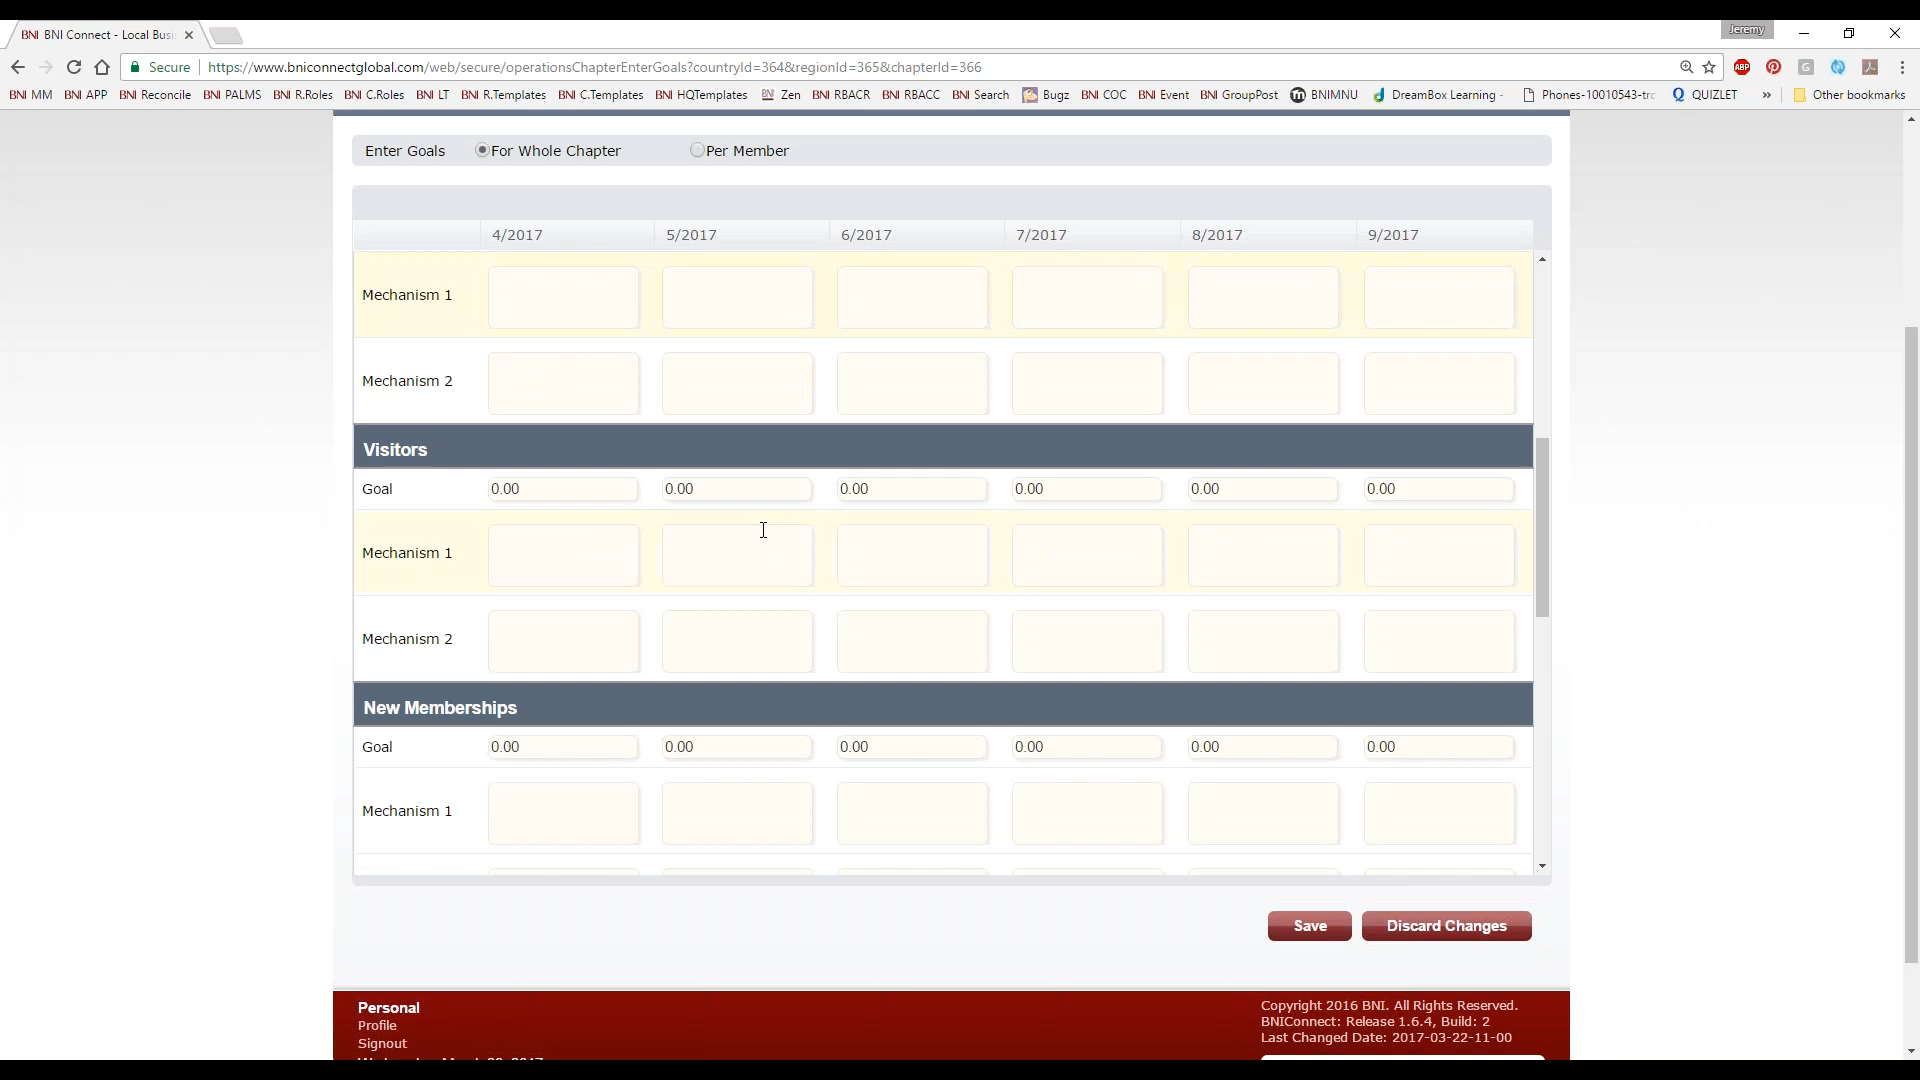 BNI BNI Connect - Local Busi
Jeremy
Secure https://www.bniconnectglobal.com/web/secure/operationsChapterEnterGoals?countryId=364&regionId=365&chapterId=366
ABP G
BNI MM BNI APP BNI Reconcile BNI PALMS BNI R.Roles BNI C.Roles BNI LT BNI R.Templates BNI C.Templates BNI HQTemplates BNI Zen BNI RBACR BNI RBACC BNI Search Bugz BNI COC BNI Event BNI GroupPost m BNIMNU DreamBox Learning - Phones-10010543-trc Q QUIZLET » Other bookmarks
Enter Goals For Whole Chapter Per Member
4/2017 5/2017 6/2017 7/2017 8/2017 9/2017
Mechanism 1
Mechanism 2
Visitors
Goal 0.00 0.00 0.00 0.00 0.00 0.00
Mechanism 1
Mechanism 2
New Memberships
Goal 0.00 0.00 0.00 0.00 0.00 0.00
Mechanism 1
Save Discard Changes
Personal
Profile
Signout
Copyright 2016 BNI. All Rights Reserved.
BNIConnect: Release 1.6.4, Build: 2
Last Changed Date: 2017-03-22-11-00